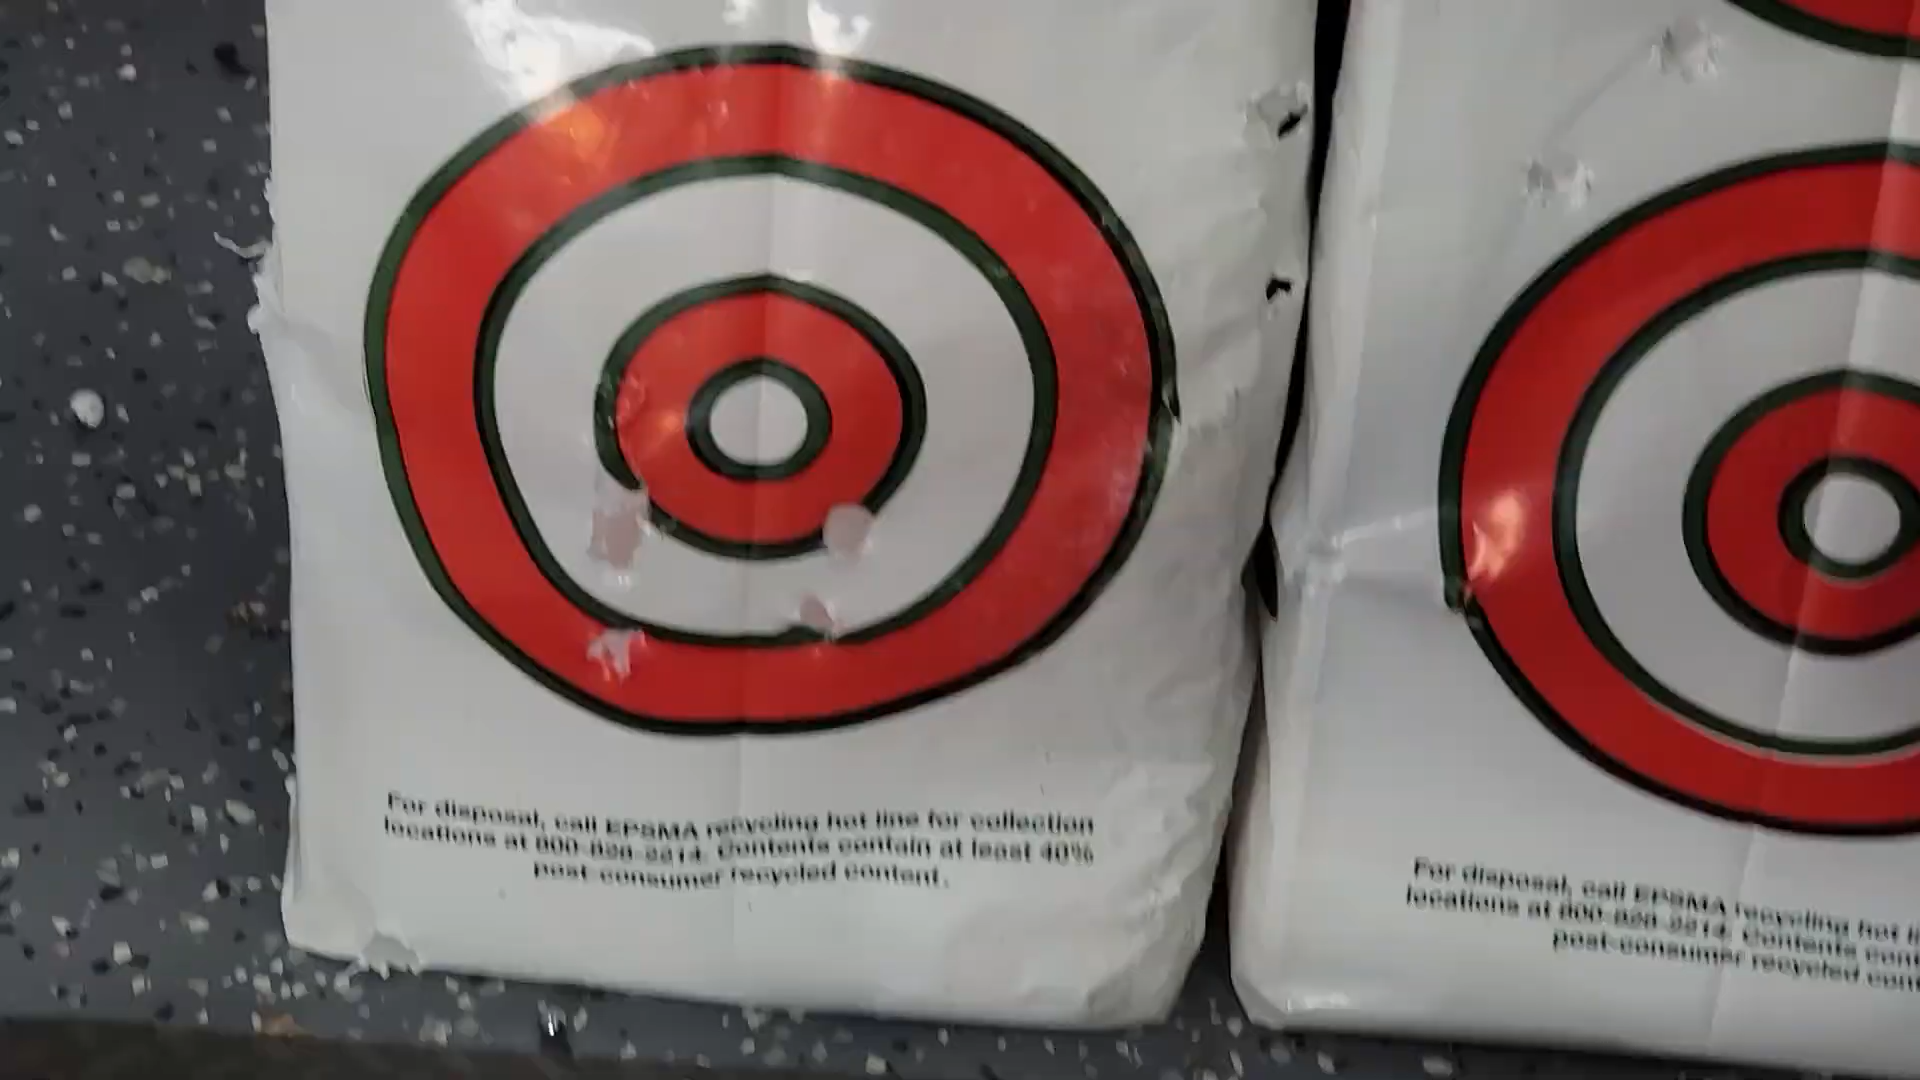 For disposal, call EPSMA recycling hot line for collection
locations at 800-828-2214. Contents contain at least 40%
post-consumer recycled content.
For disposal, call EPSMA recycling hot
locations at 800-828-2214. Contents
post-consumer recycled